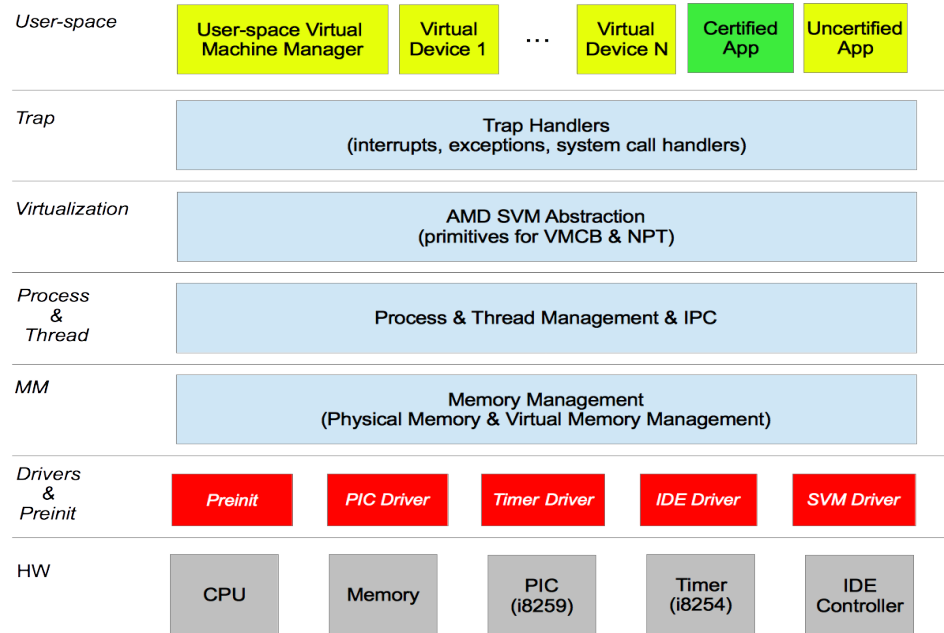 User-space
User-space Virtual
Machine Manager
Virtual
Device 1
...
Virtual
Device N
Certified
App
Uncertified
App
Trap
Trap Handlers
(interrupts, exceptions, system call handlers)
Virtualization
AMD SVM Abstraction
(primitives for VMCB & NPT)
Process
&
Thread
Process & Thread Management & IPC
MM
Memory Management
(Physical Memory & Virtual Memory Management)
Drivers
&
Preinit
Preinit
PIC Driver
Timer Driver
IDE Driver
SVM Driver
HW
CPU
Memory
PIC
(i8259)
Timer
(i8254)
IDE
Controller